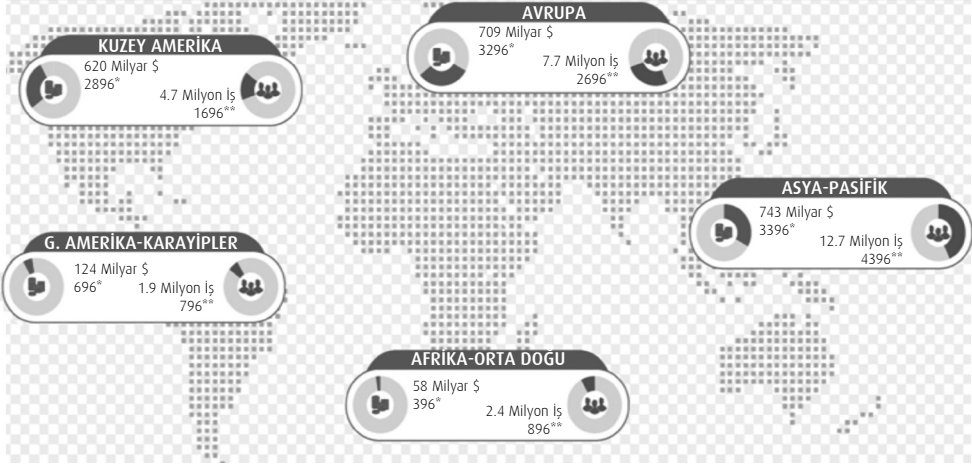 KUZEY AMERİKA
620 Milyar $
2896*
4.7 Milyon İş
1696**
AVRUPA
709 Milyar $
3296*
7.7 Milyon İş
2696**
ASYA-PASİFİK
743 Milyar $
3396*
12.7 Milyon İş
4396**
G. AMERİKA-KARAYİPLER
124 Milyar $
696*
1.9 Milyon İş
796**
AFRİKA-ORTA DOĞU
58 Milyar $
396*
2.4 Milyon İş
896**